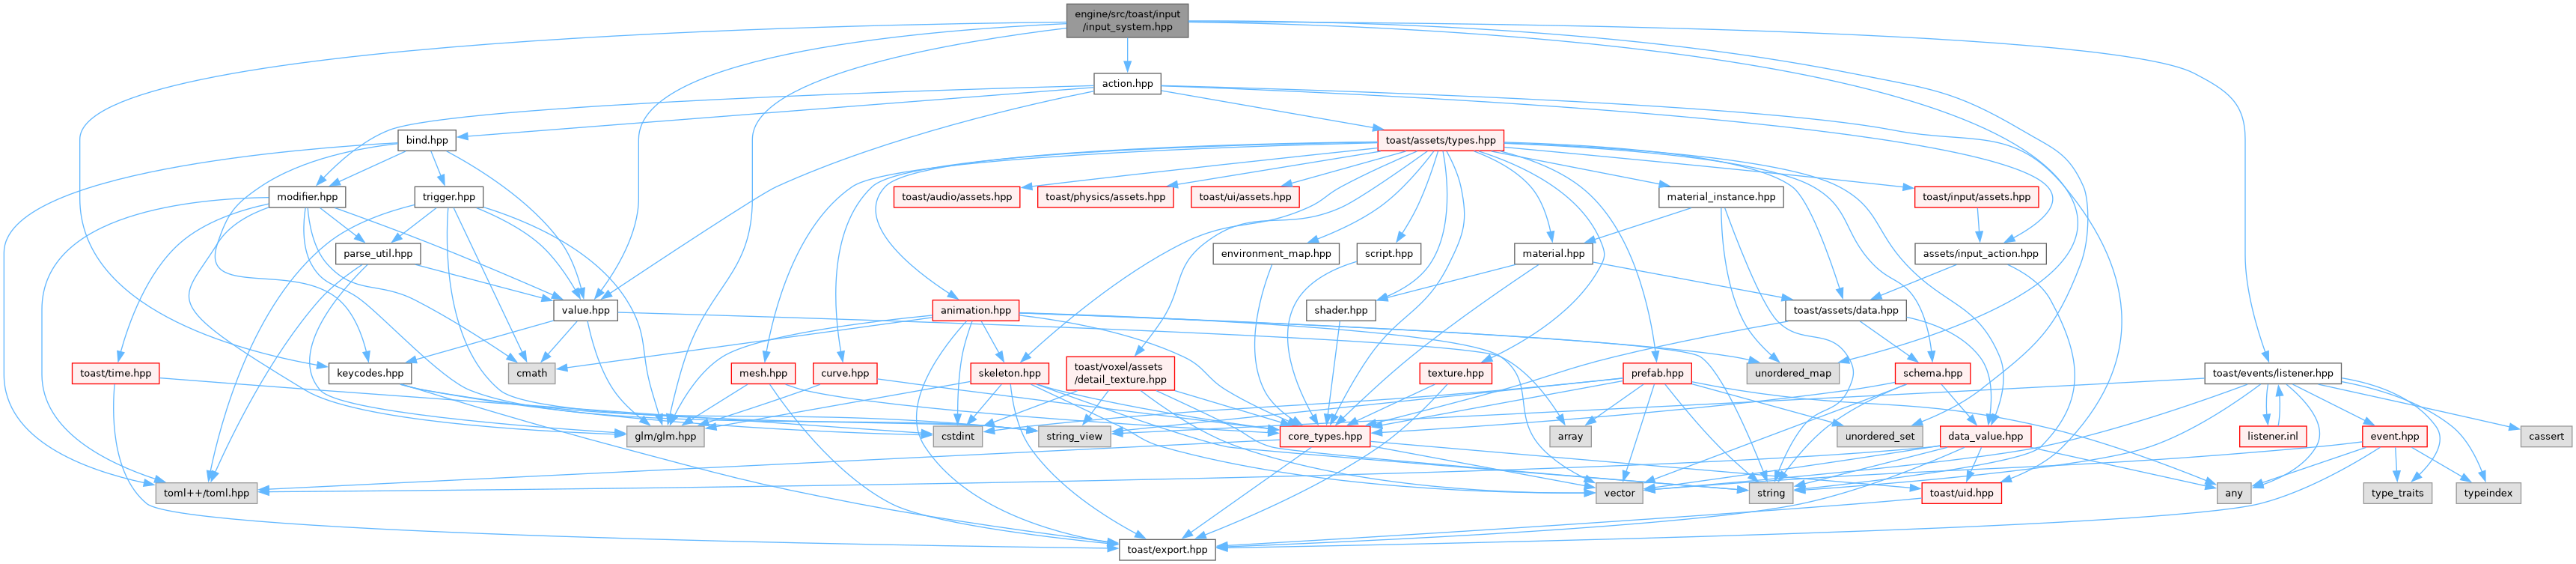 engine/src/toast/input
/input_system.hpp
action.hpp
bind.hpp
toast/assets/types.hpp
modifier.hpp
trigger.hpp
toast/audio/assets.hpp
toast/physics/assets.hpp
toast/ui/assets.hpp
material_instance.hpp
toast/input/assets.hpp
parse_util.hpp
environment_map.hpp
script.hpp
material.hpp
assets/input_action.hpp
value.hpp
animation.hpp
shader.hpp
toast/assets/data.hpp
toast/time.hpp
keycodes.hpp
cmath
mesh.hpp
curve.hpp
skeleton.hpp
toast/voxel/assets
/detail_texture.hpp
texture.hpp
prefab.hpp
unordered_map
schema.hpp
toast/events/listener.hpp
glm/glm.hpp
cstdint
string_view
core_types.hpp
array
unordered_set
data_value.hpp
listener.inl
event.hpp
cassert
toml++/toml.hpp
vector
string
toast/uid.hpp
any
type_traits
typeindex
toast/export.hpp